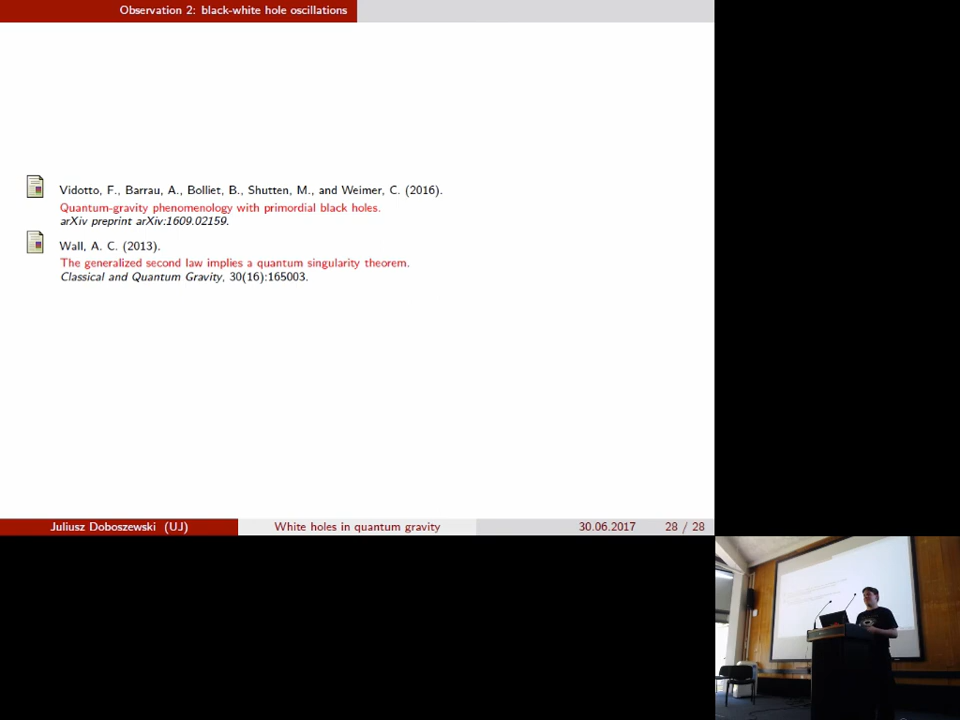 Observation 2: black-white hole oscillations
Vidotto, F., Barrau, A., Bolliet, B., Shutten, M., and Weimer, C. (2016).
Quantum-gravity phenomenology with primordial black holes.
arXiv preprint arXiv:1609.02159.
Wall, A. C. (2013).
The generalized second law implies a quantum singularity theorem.
Classical and Quantum Gravity, 30(16):165003.
Juliusz Doboszewski (UJ) White holes in quantum gravity 30.06.2017 28 / 28